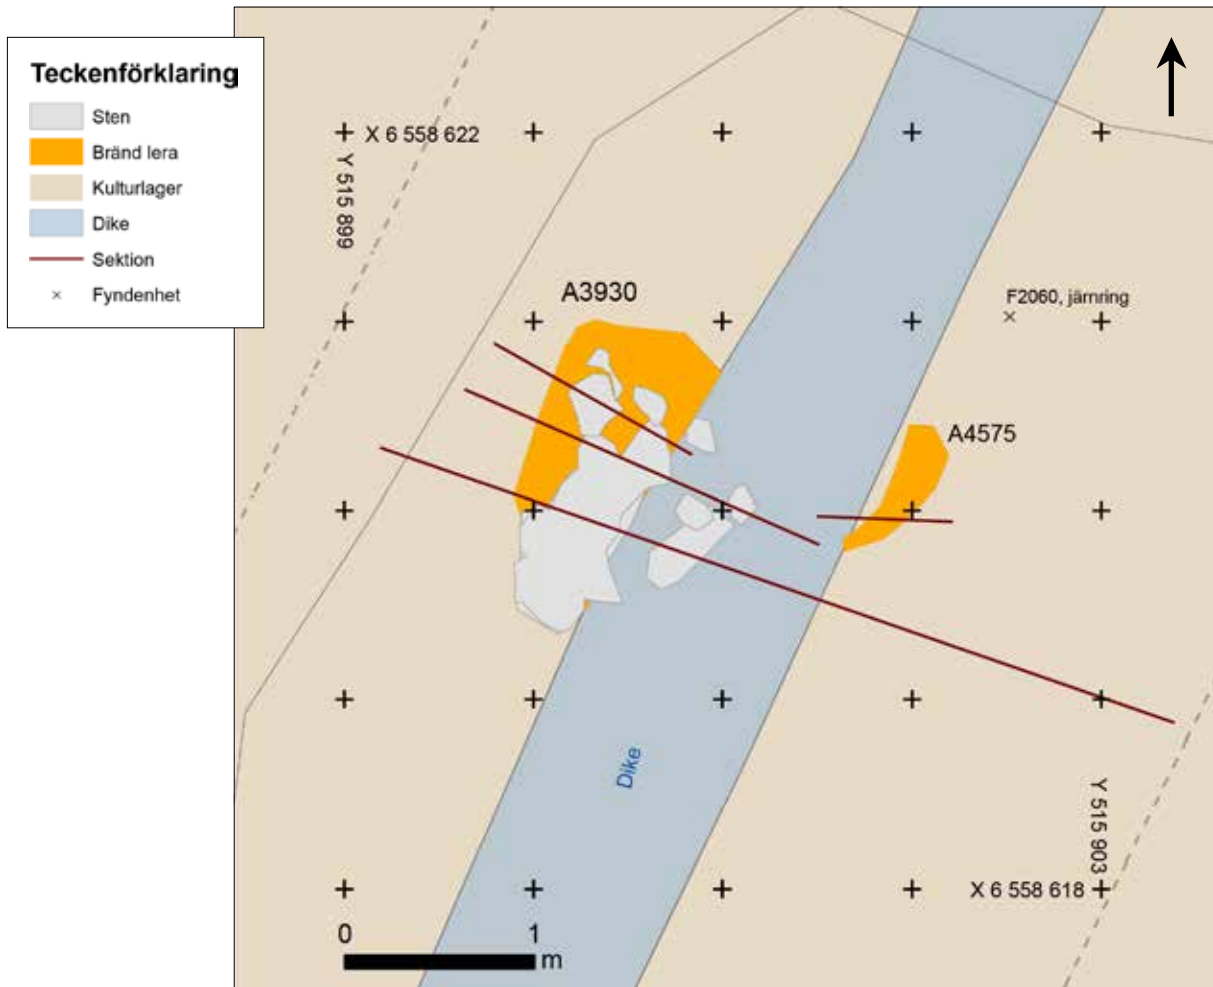 Teckenförklaring
Sten
Bränd lera
Kulturlager
Dike
Sektion
Fyndenhet
X 6 558 622
Y 515 899
A3930
F2060, järnring
A4575
Dike
Y 515 903
X 6 558 618
0 1
m